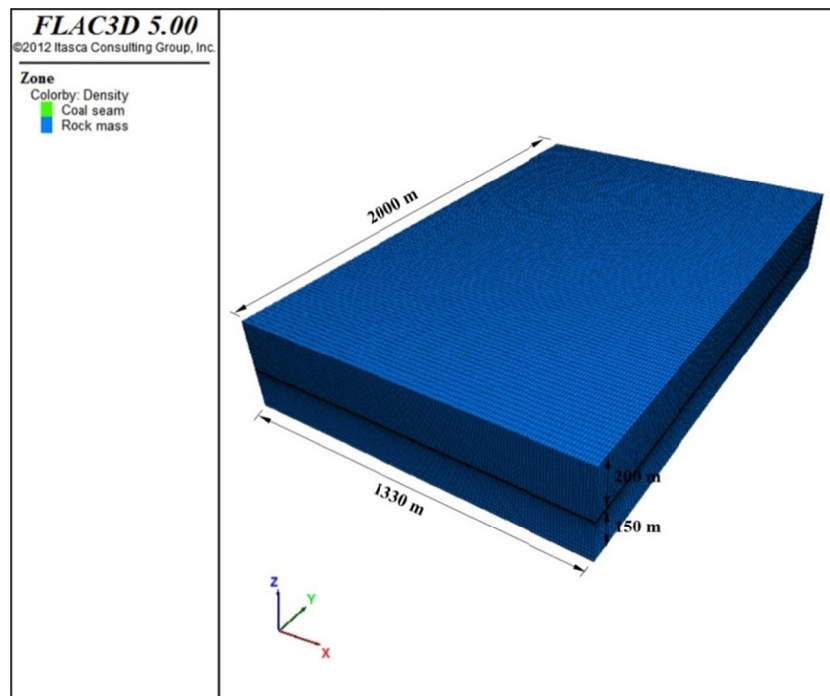 FLAC3D 5.00
©2012 Itasca Consulting Group, Inc.
Zone
Colorby: Density
Coal seam
Rock mass
2000 m
1330 m
200 m
150 m
Z
Y
X